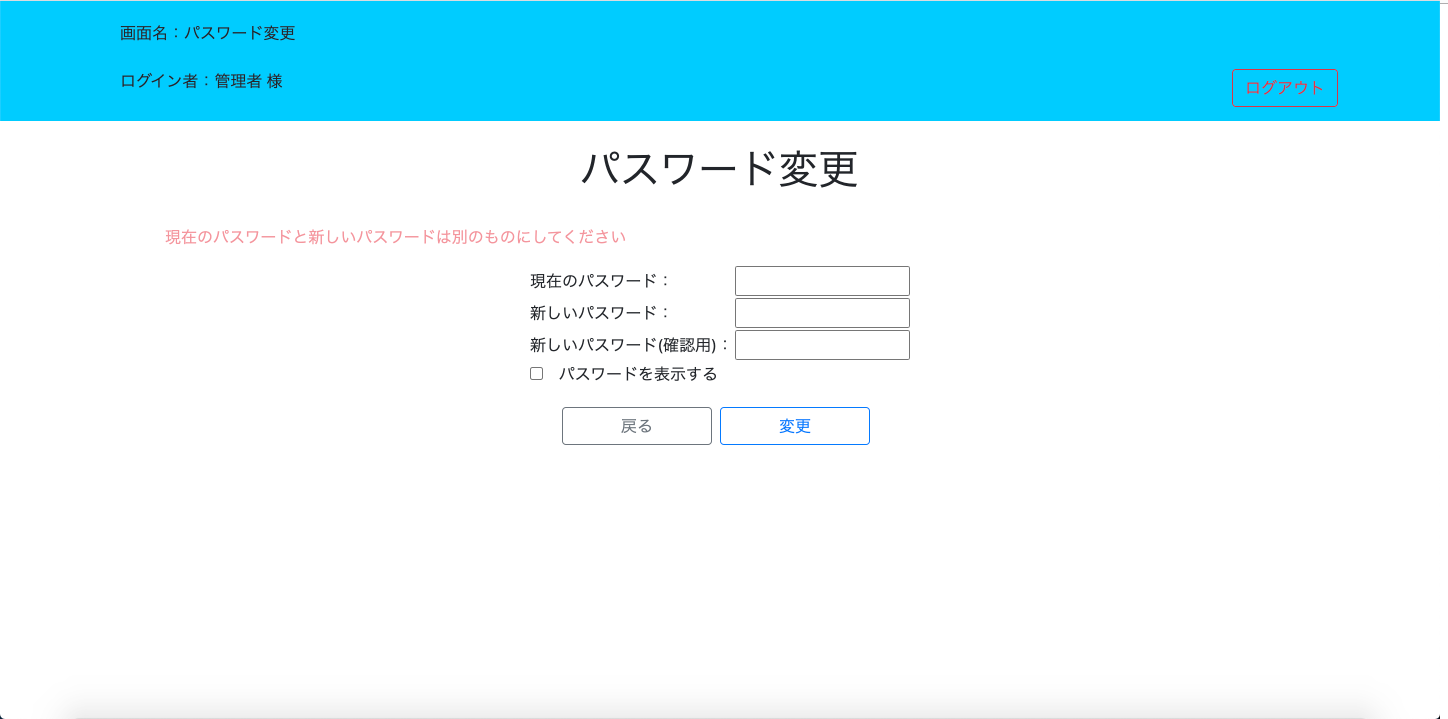 画面名：パスワード変更
ログイン者：管理者 様
ログアウト
パスワード変更
現在のパスワードと新しいパスワードは別のものにしてください
現在のパスワード：
新しいパスワード：
新しいパスワード(確認用)：
パスワードを表示する
戻る 変更